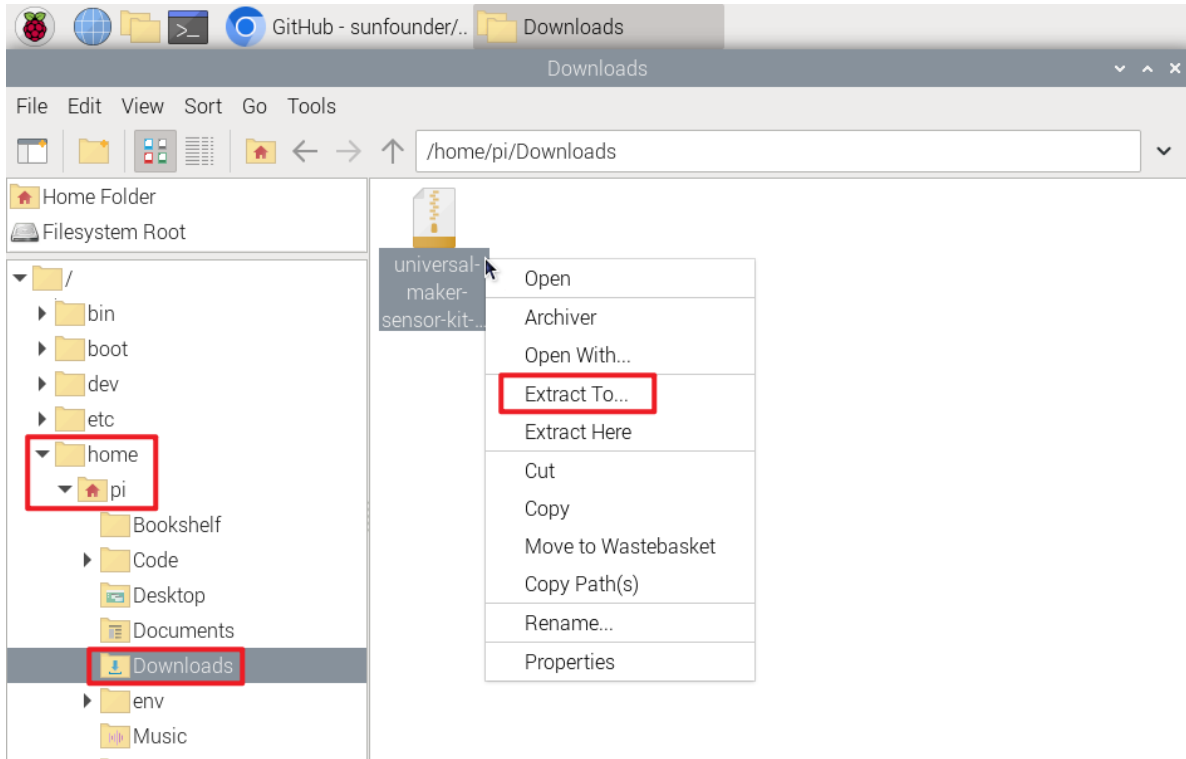 GitHub - sunfounder/..
Downloads
Downloads
File Edit View Sort Go Tools
/home/pi/Downloads
Home Folder
Filesystem Root
/
bin
boot
dev
etc
home
pi
Bookshelf
Code
Desktop
Documents
Downloads
env
Music
universal-
maker-
sensor-kit-...
Open
Archiver
Open With...
Extract To...
Extract Here
Cut
Copy
Move to Wastebasket
Copy Path(s)
Rename...
Properties